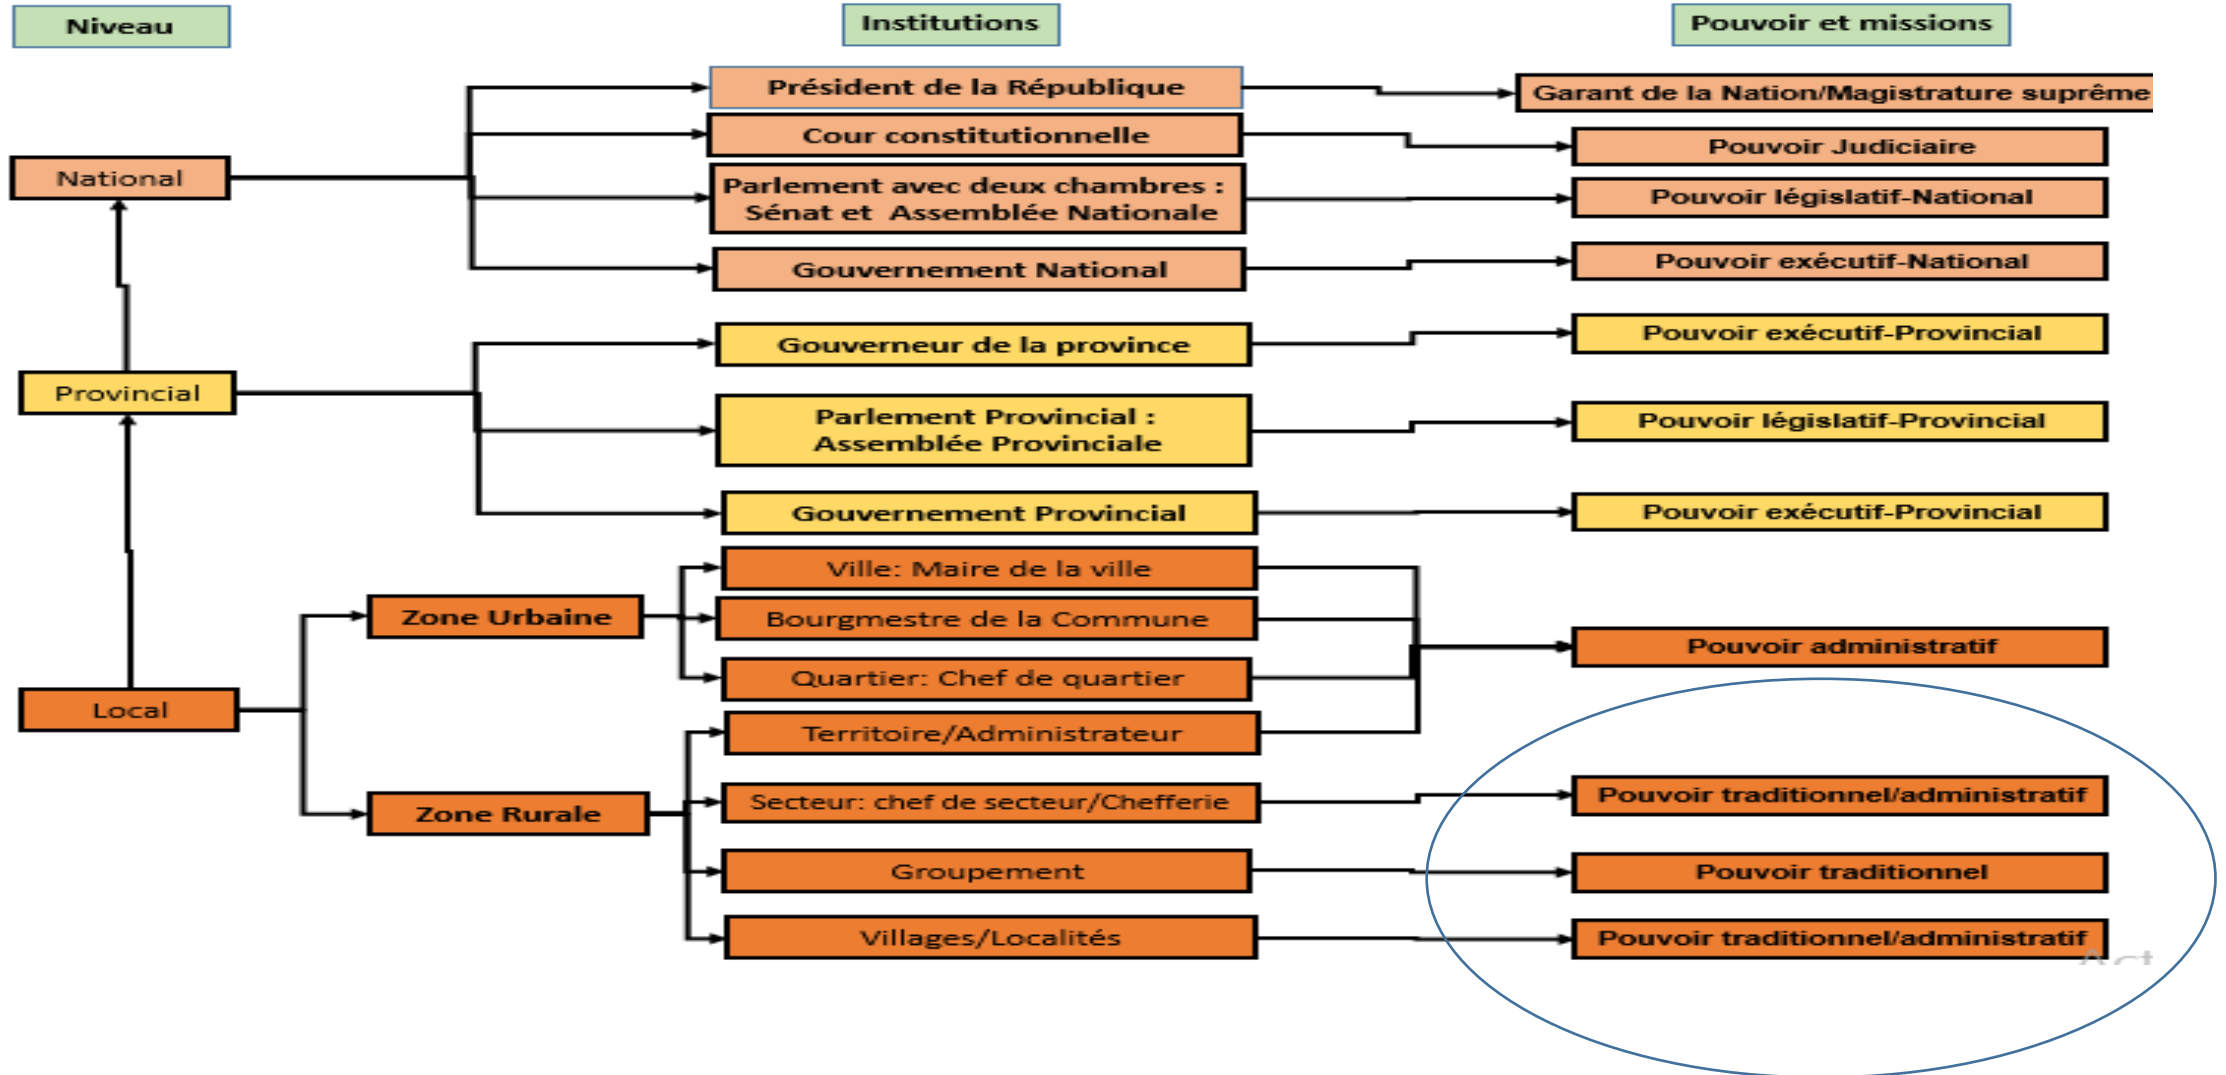 Niveau
Institutions
Pouvoir et missions
Président de la République
Garant de la Nation/Magistrature suprême
Cour constitutionnelle
Pouvoir Judiciaire
National
Parlement avec deux chambres :
Sénat et Assemblée Nationale
Pouvoir législatif-National
Gouvernement National
Pouvoir exécutif-National
Gouverneur de la province
Pouvoir exécutif-Provincial
Provincial
Parlement Provincial :
Assemblée Provinciale
Pouvoir législatif-Provincial
Gouvernement Provincial
Pouvoir exécutif-Provincial
Ville: Maire de la ville
Zone Urbaine
Bourgmestre de la Commune
Pouvoir administratif
Quartier: Chef de quartier
Local
Territoire/Administrateur
Zone Rurale
Secteur: chef de secteur/Chefferie
Pouvoir traditionnel/administratif
Groupement
Pouvoir traditionnel
Villages/Localités
Pouvoir traditionnel/administratif